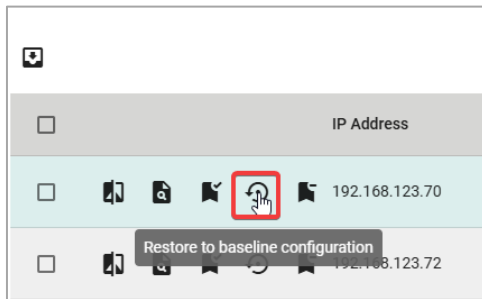 IP Address
192.168.123.70
Restore to baseline configuration
192.168.123.72